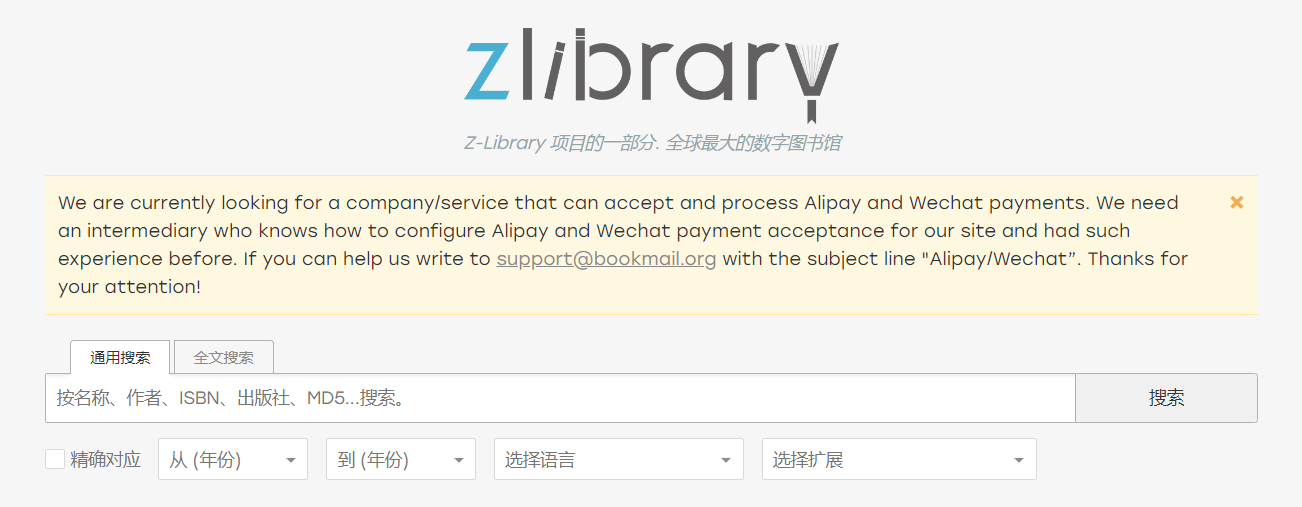 zlibrary
Z-Library 项目的一部分. 全球最大的数字图书馆
We are currently looking for a company/service that can accept and process Alipay and Wechat payments. We need
an intermediary who knows how to configure Alipay and Wechat payment acceptance for our site and had such
experience before. If you can help us write to support@bookmail.org with the subject line "Alipay/Wechat”. Thanks for
your attention!
通用搜索 全文搜索
按名称、作者、ISBN、出版社、MD5...搜索。 搜索
精确对应 从 (年份) 到 (年份) 选择语言 选择扩展